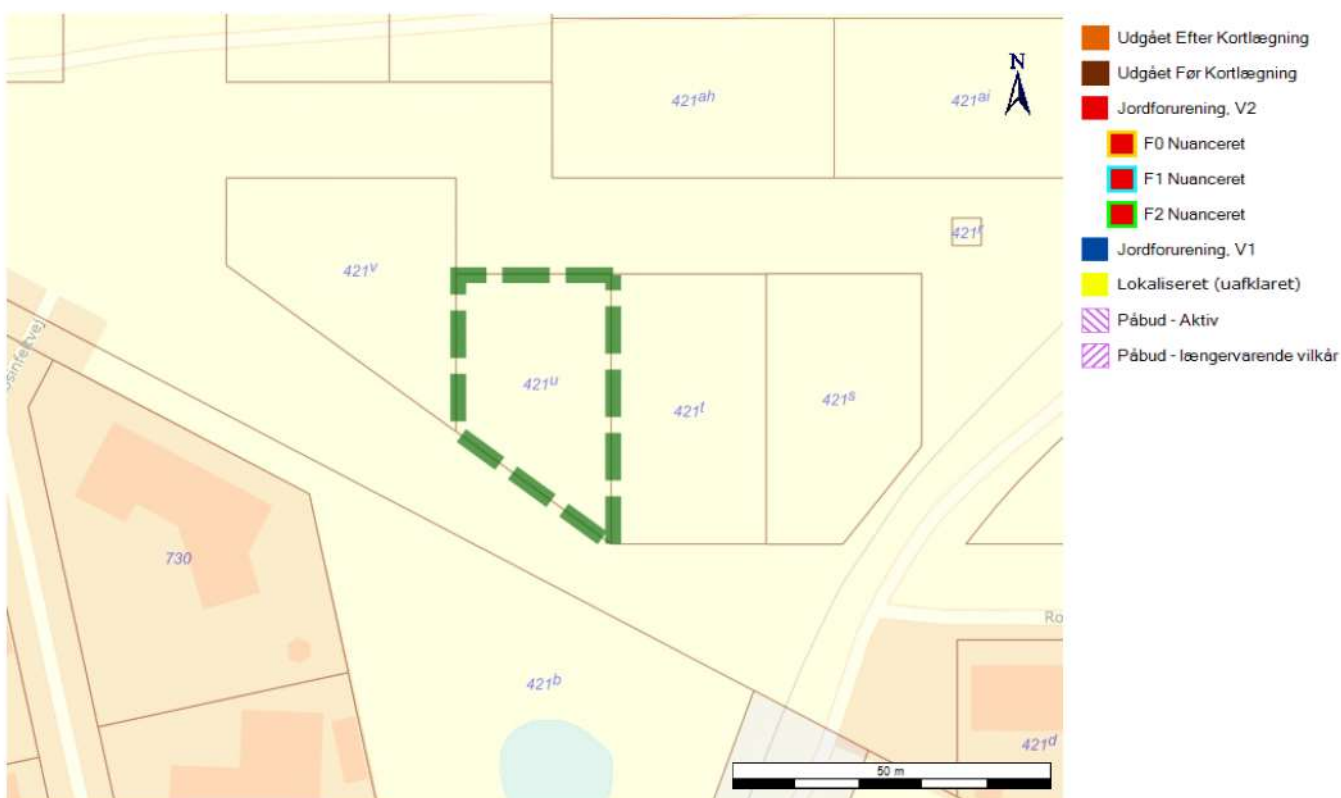 N
421ah
421ai
421r
421v
421u
421t
421s
730
421b
421d
Ro
50 m
Udgået Efter Kortlægning
Udgået Før Kortlægning
Jordforurening, V2
F0 Nuanceret
F1 Nuanceret
F2 Nuanceret
Jordforurening, V1
Lokaliseret (uafklaret)
Påbud - Aktiv
Påbud - længervarende vilkår